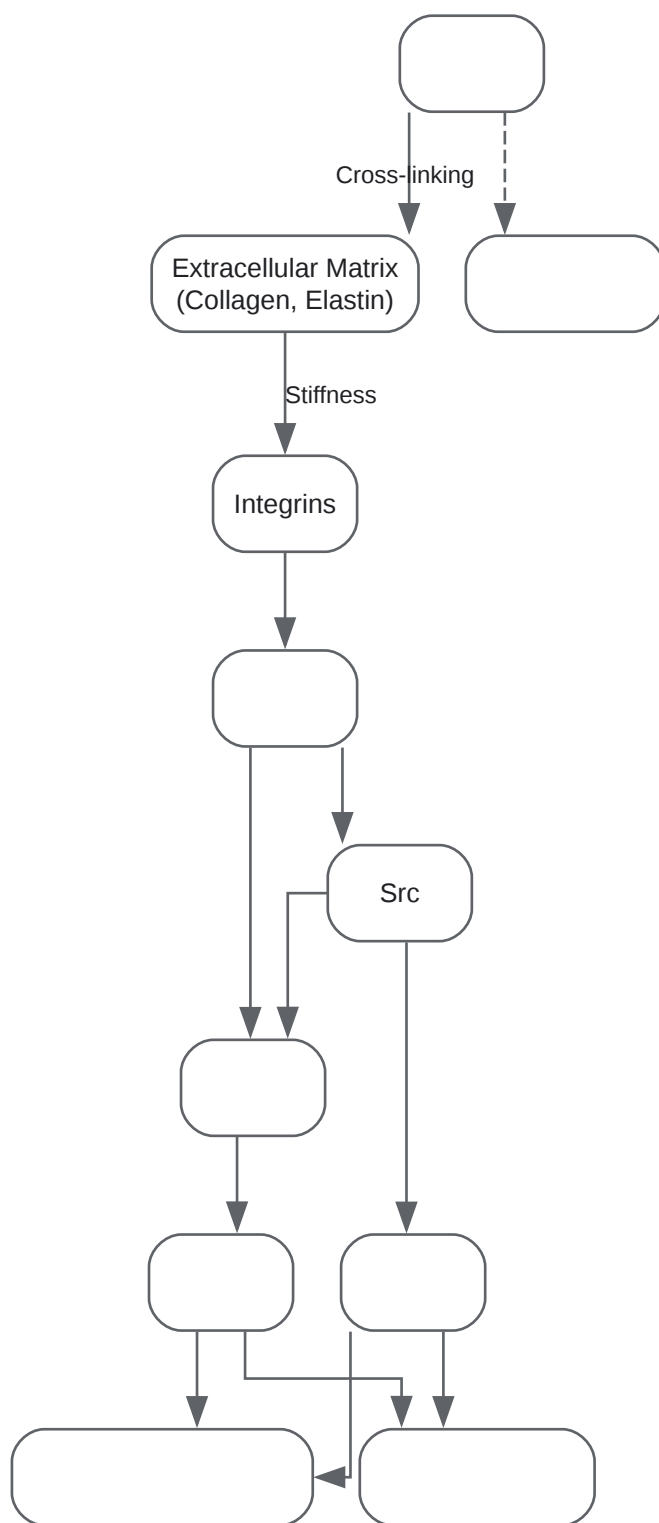 Cross-linking
Extracellular Matrix
(Collagen, Elastin)
Stiffness
Integrins
Src